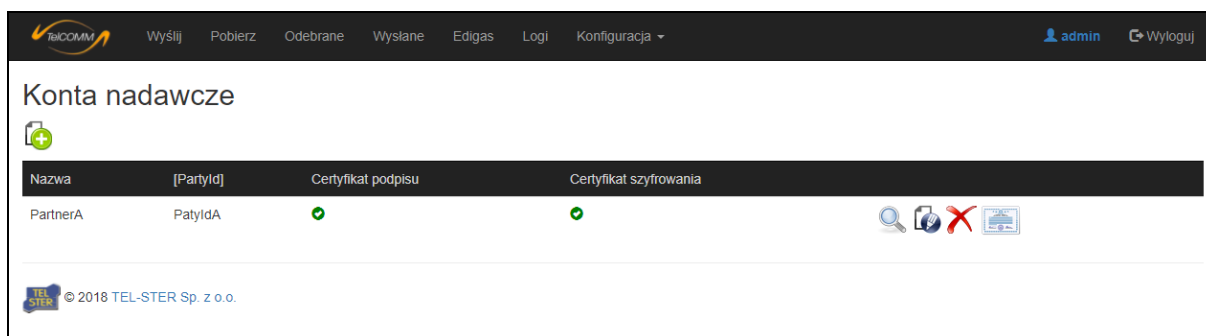 TelCOMM Wyślij Pobierz Odebrane Wysłane Edigas Logi Konfiguracja admin Wyloguj
Konta nadawcze
Nazwa [PartyId] Certyfikat podpisu Certyfikat szyfrowania
PartnerA PatyIdA
TEL STER © 2018 TEL-STER Sp. z o.o.